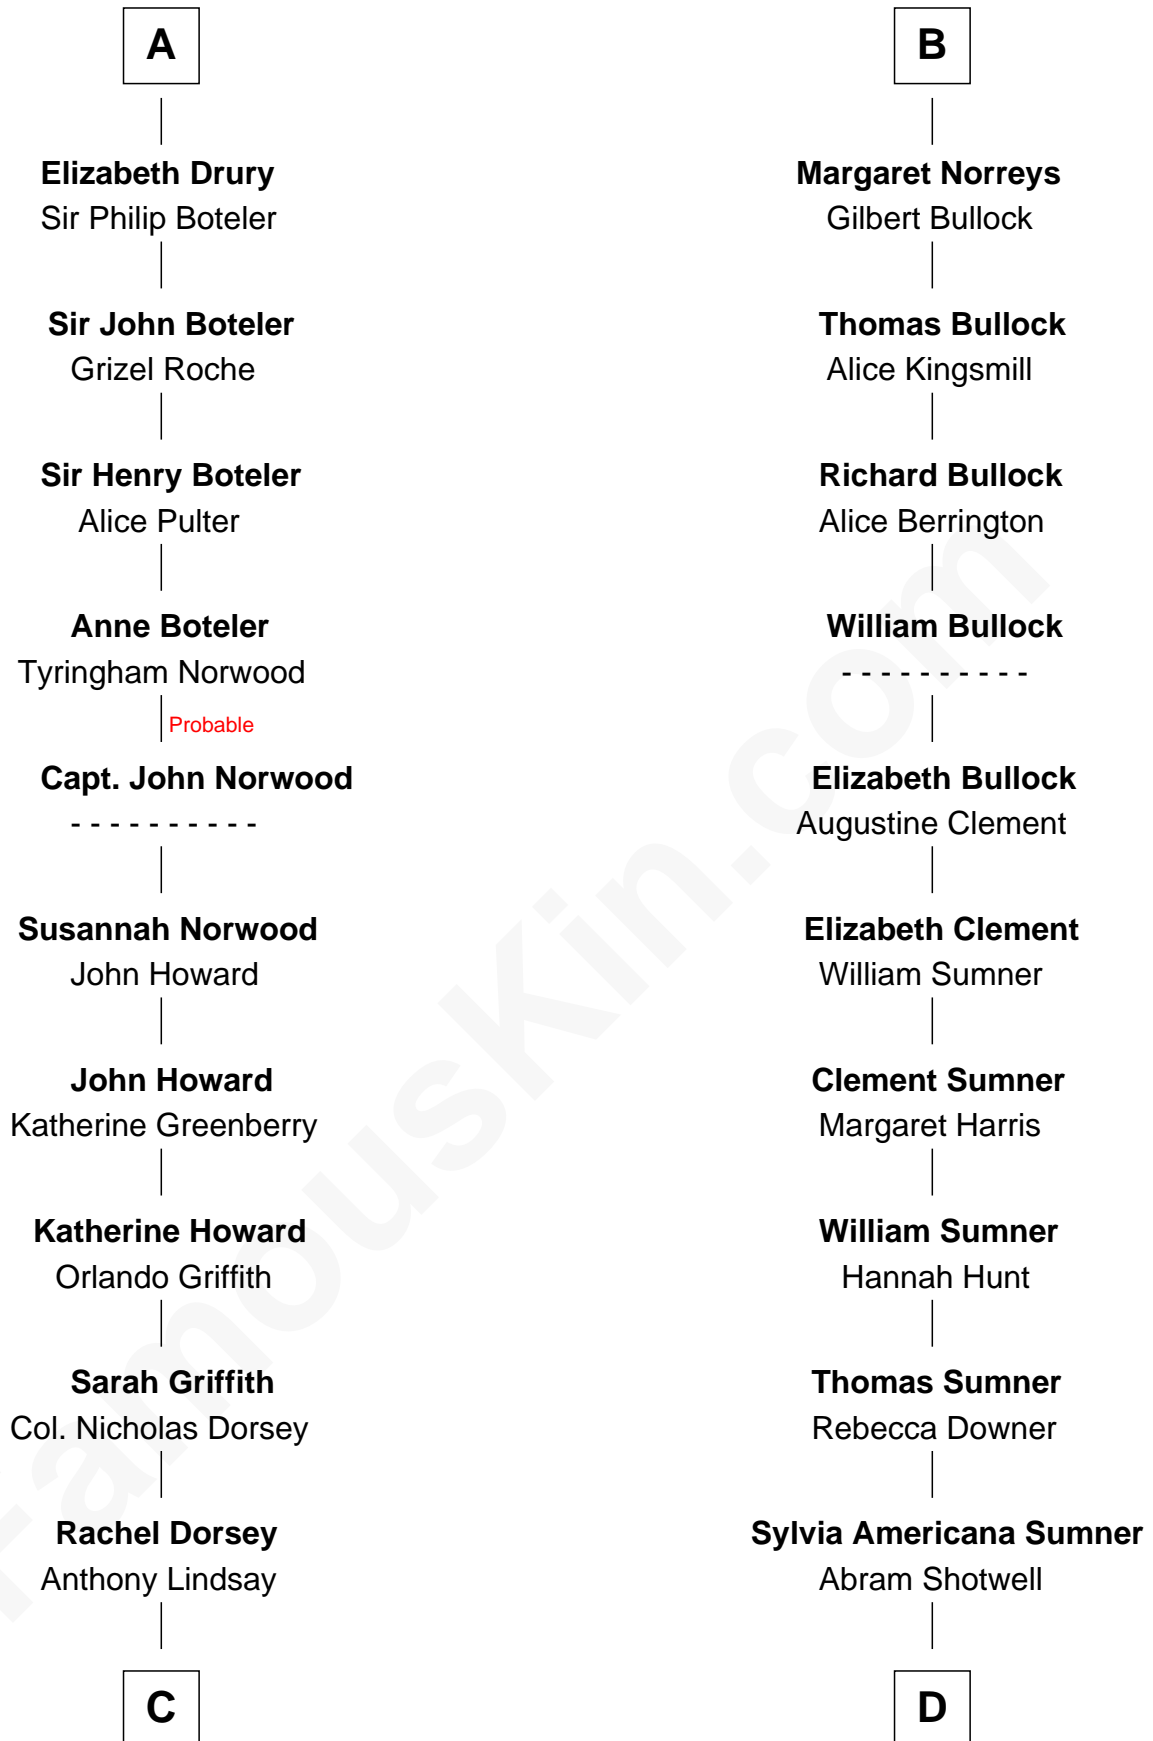 A
Elizabeth Drury
Sir Philip Boteler
Sir John Boteler
Grizel Roche
Sir Henry Boteler
Alice Pulter
Anne Boteler
Tyringham Norwood
Probable
Capt. John Norwood
- - - - - - - - - -
Susannah Norwood
John Howard
John Howard
Katherine Greenberry
Katherine Howard
Orlando Griffith
Sarah Griffith
Col. Nicholas Dorsey
Rachel Dorsey
Anthony Lindsay
C
B
Margaret Norreys
Gilbert Bullock
Thomas Bullock
Alice Kingsmill
Richard Bullock
Alice Berrington
William Bullock
- - - - - - - - - -
Elizabeth Bullock
Augustine Clement
Elizabeth Clement
William Sumner
Clement Sumner
Margaret Harris
William Sumner
Hannah Hunt
Thomas Sumner
Rebecca Downer
Sylvia Americana Sumner
Abram Shotwell
D
FamousKin.com